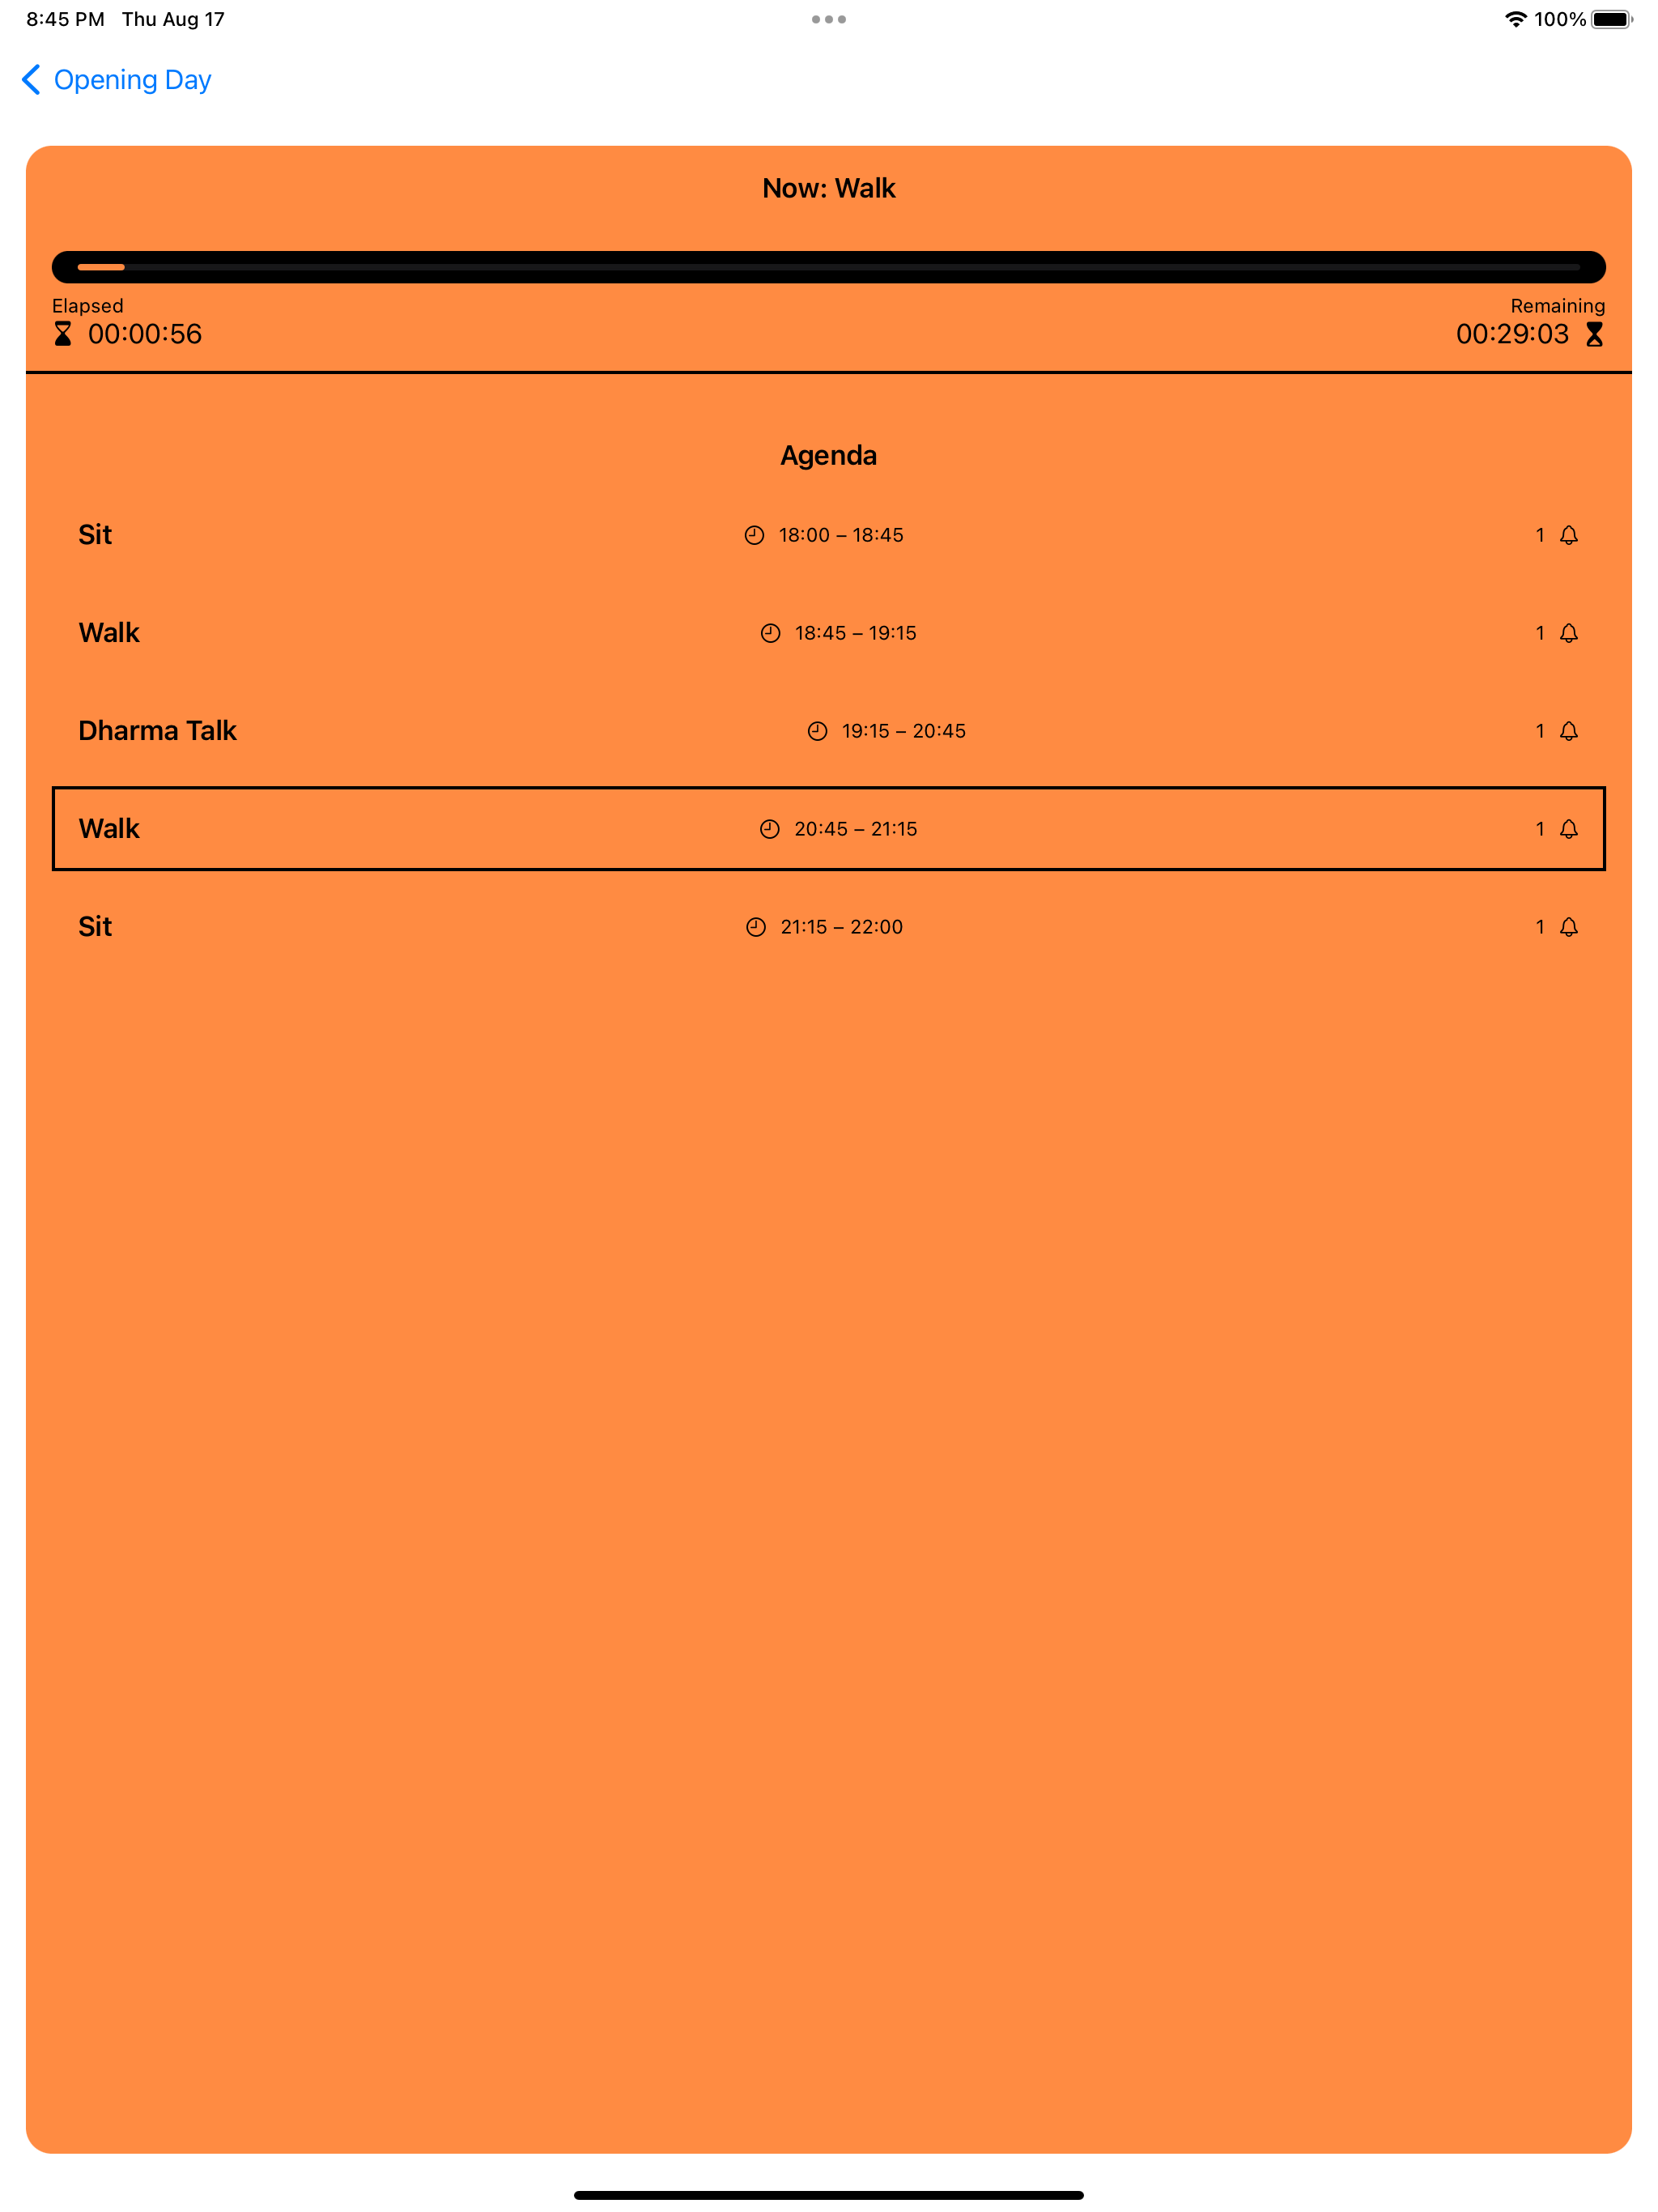 8:45 PM Thu Aug 17 100%
Opening Day
Now: Walk
Elapsed Remaining
00:00:56 00:29:03
Agenda
Sit 18:00 – 18:45 1
Walk 18:45 – 19:15 1
Dharma Talk 19:15 – 20:45 1
Walk 20:45 – 21:15 1
Sit 21:15 – 22:00 1